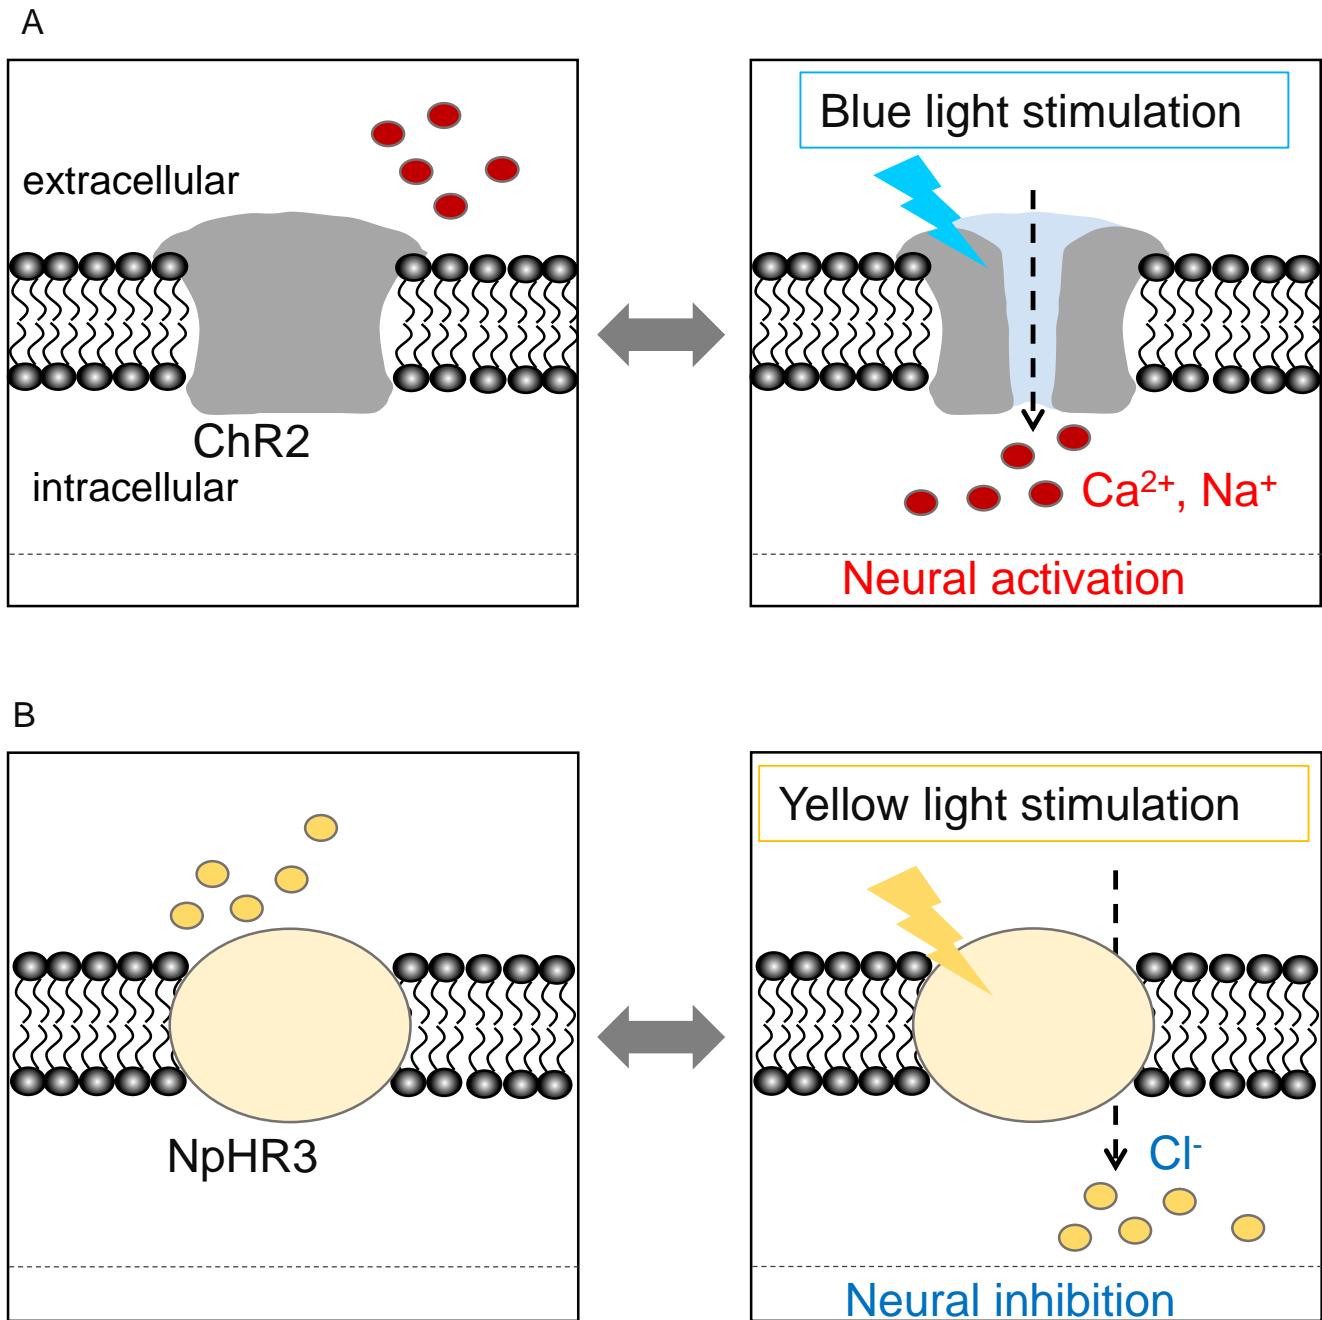 A
extracellular
ChR2
intracellular
Blue light stimulation
Ca²⁺, Na⁺
Neural activation
B
NpHR3
Yellow light stimulation
Cl⁻
Neural inhibition